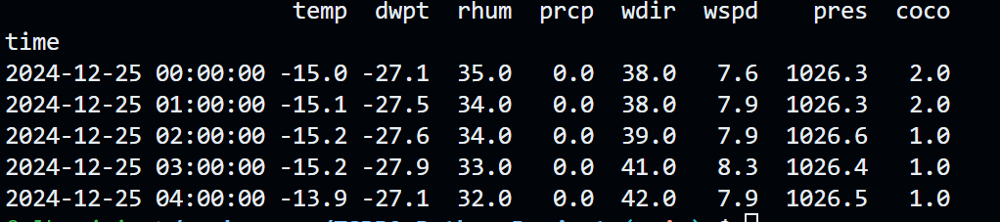 temp dwpt rhum prcp wdir wspd pres coco
time
2024-12-25 00:00:00 -15.0 -27.1 35.0 0.0 38.0 7.6 1026.3 2.0
2024-12-25 01:00:00 -15.1 -27.5 34.0 0.0 38.0 7.9 1026.3 2.0
2024-12-25 02:00:00 -15.2 -27.6 34.0 0.0 39.0 7.9 1026.6 1.0
2024-12-25 03:00:00 -15.2 -27.9 33.0 0.0 41.0 8.3 1026.4 1.0
2024-12-25 04:00:00 -13.9 -27.1 32.0 0.0 42.0 7.9 1026.5 1.0